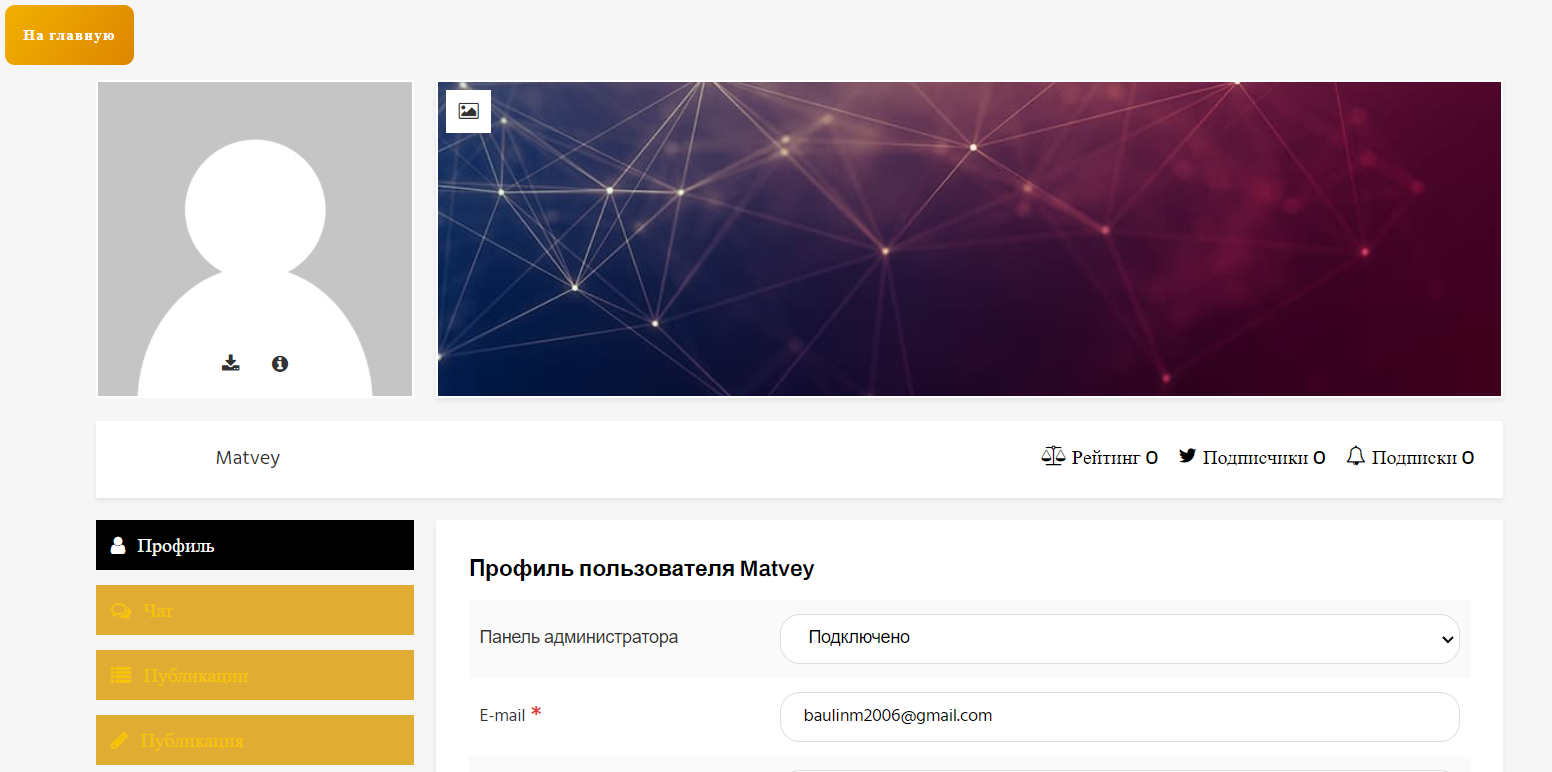 На главную
Matvey
Рейтинг 0 Подписчики 0 Подписки 0
Профиль
Чат
Публикации
Публикация
Профиль пользователя Matvey
Панель администратора Подключено
E-mail * baulinm2006@gmail.com